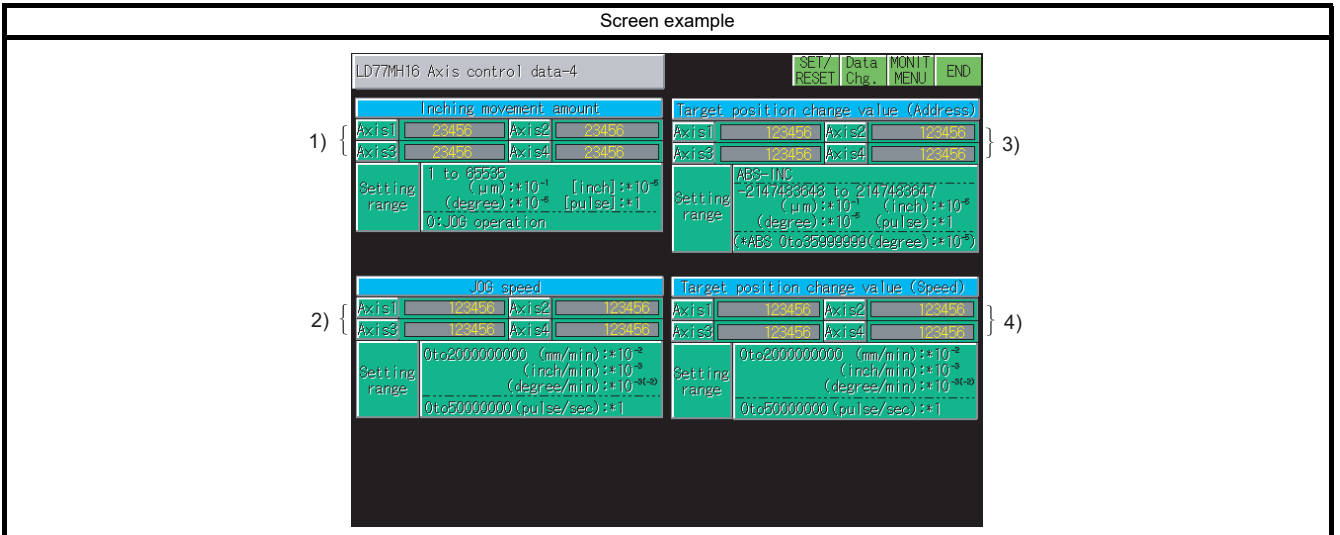 Screen example
LD77MH16 Axis control data-4
SET/ RESET
Data Chg.
MONIT MENU
END
1)
Inching movement amount
Axis1 23456 Axis2 23456
Axis3 23456 Axis4 23456
Setting range
1 to 65535
(μm):*10⁻¹ [inch]:*10⁻⁵
(degree):*10⁻⁵ [pulse]:*1
0:JOG operation
Target position change value (Address)
Axis1 123456 Axis2 123456
Axis3 123456 Axis4 123456
3)
Setting range
ABS-INC
-2147483648 to 2147483647
(μm):*10⁻¹ (inch):*10⁻⁵
(degree):*10⁻⁵ (pulse):*1
(*ABS 0to35999999(degree):*10⁻⁵)
2)
JOG speed
Axis1 123456 Axis2 123456
Axis3 123456 Axis4 123456
Setting range
0to2000000000 (mm/min):*10⁻²
(inch/min):*10⁻³
(degree/min):*10⁻³⁽⁻²⁾
0to50000000(pulse/sec):*1
Target position change value (Speed)
Axis1 123456 Axis2 123456
Axis3 123456 Axis4 123456
4)
Setting range
0to2000000000 (mm/min):*10⁻²
(inch/min):*10⁻³
(degree/min):*10⁻³⁽⁻²⁾
0to50000000(pulse/sec):*1